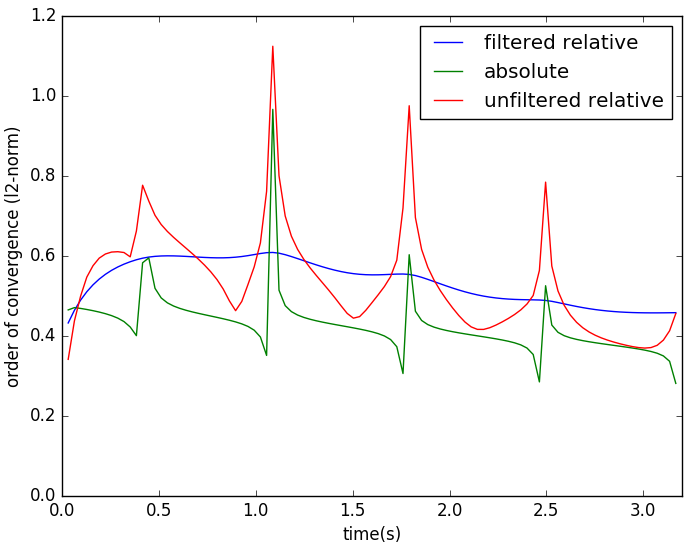 1.2
1.0
0.8
0.6
0.4
0.2
0.0
order of convergence (l2-norm)
filtered relative
absolute
unfiltered relative
0.0 0.5 1.0 1.5 2.0 2.5 3.0
time(s)